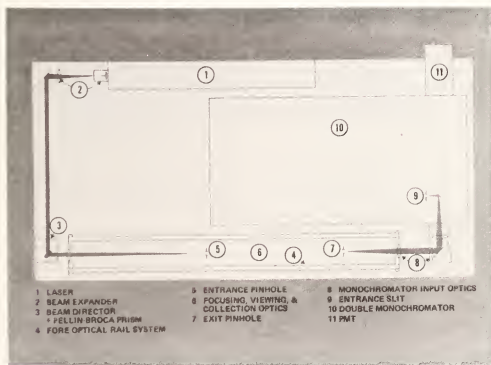 1
2
11
10
9
3
5
6
4
7
8
1 LASER
2 BEAM EXPANDER
3 BEAM DIRECTOR
+ PELLIN BROCA PRISM
4 FORE OPTICAL RAIL SYSTEM
5 ENTRANCE PINHOLE
6 FOCUSING, VIEWING, &
COLLECTION OPTICS
7 EXIT PINHOLE
8 MONOCHROMATOR INPUT OPTICS
9 ENTRANCE SLIT
10 DOUBLE MONOCHROMATOR
11 PMT